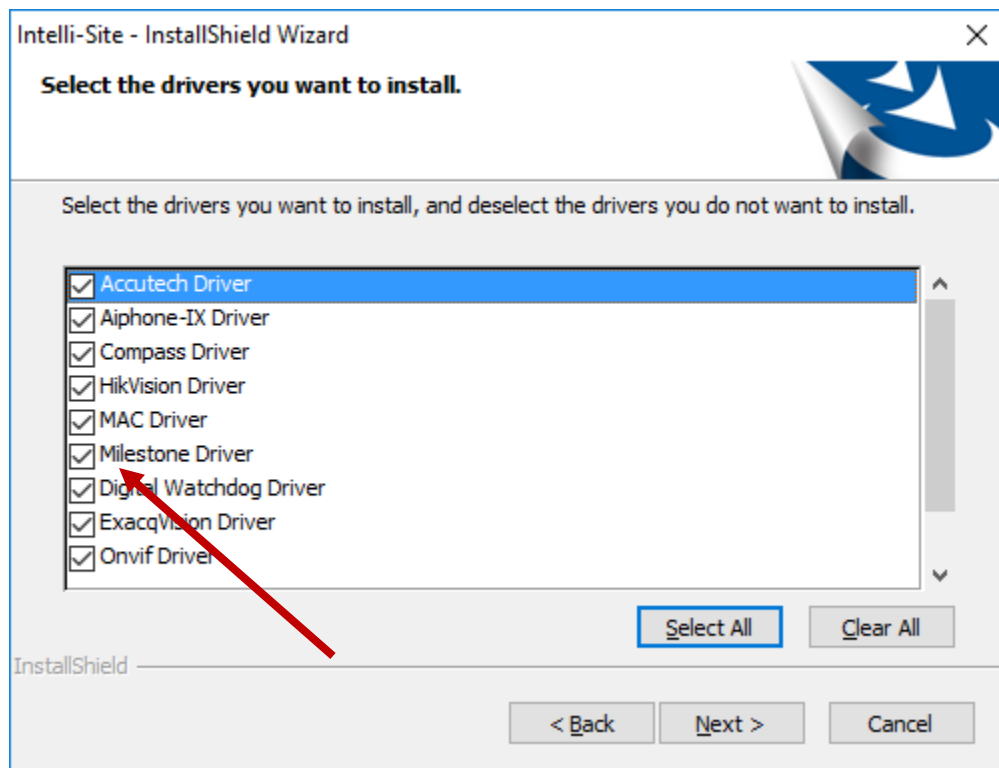 Intelli-Site - InstallShield Wizard
Select the drivers you want to install.
Select the drivers you want to install, and deselect the drivers you do not want to install.
Accutech Driver
Aiphone-IX Driver
Compass Driver
HikVision Driver
MAC Driver
Milestone Driver
Digital Watchdog Driver
ExacqVision Driver
Onvif Driver
Select All Clear All
InstallShield
< Back Next > Cancel